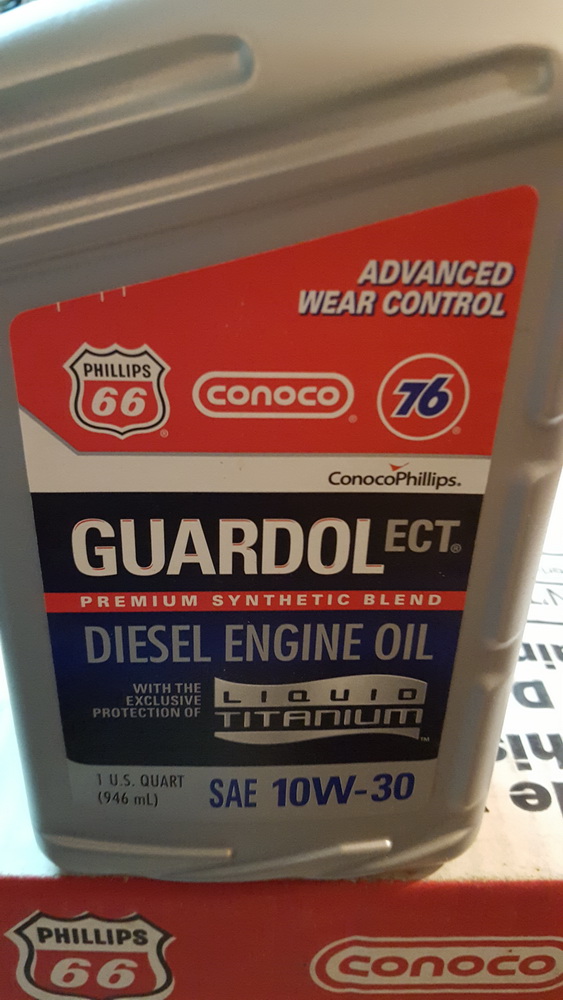 ADVANCED
WEAR CONTROL
PHILLIPS
66®
conoco®
76®
ConocoPhillips®
GUARDOL ECT®
PREMIUM SYNTHETIC BLEND
DIESEL ENGINE OIL
WITH THE
EXCLUSIVE
PROTECTION OF
LIQUID
TITANIUM™
1 U.S. QUART
(946 mL)
SAE 10W-30
PHILLIPS
66®
conoco